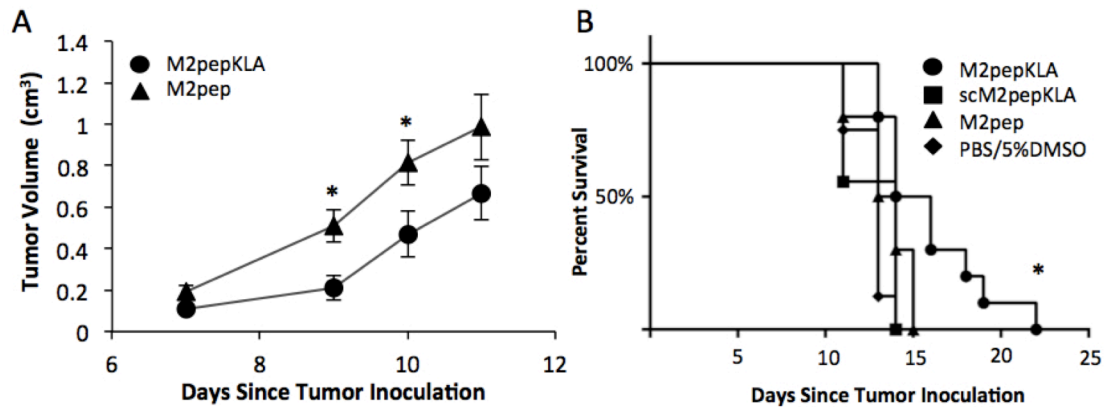 A
1.4
1.2
1
0.8
0.6
0.4
0.2
0
6
8
10
12
Tumor Volume (cm³)
Days Since Tumor Inoculation
M2pepKLA
M2pep
*
*
B
100%
50%
5
10
15
20
25
Percent Survival
Days Since Tumor Inoculation
M2pepKLA
scM2pepKLA
M2pep
PBS/5%DMSO
*